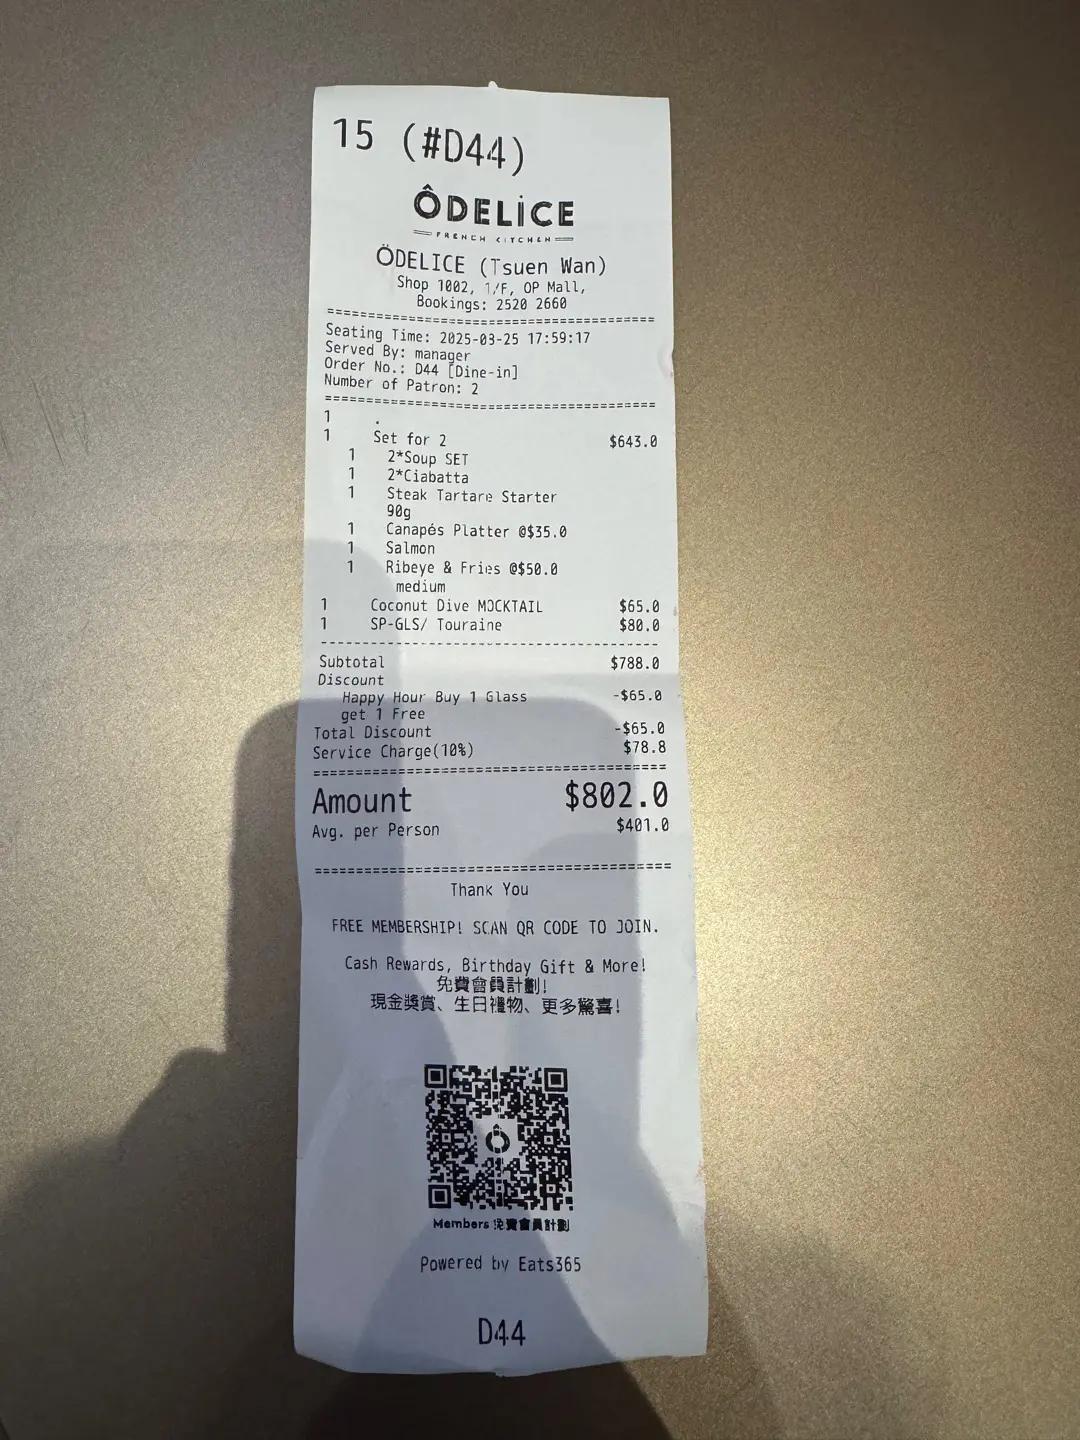 15 (#D44)
ÔDELİCE
FRENCH KITCHEN
ÖDELICE (Tsuen Wan)
Shop 1002, 1/F, OP Mall,
Bookings: 2520 2660
Seating Time: 2025-03-25 17:59:17
Served By: manager
Order No.: D44 [Dine-in]
Number of Patron: 2
1 .
1 Set for 2 $643.0
1 2*Soup SET
1 2*Ciabatta
1 Steak Tartare Starter
90g
1 Canapés Platter @$35.0
1 Salmon
1 Ribeye & Fries @$50.0
medium
1 Coconut Dive MOCKTAIL $65.0
1 SP-GLS/ Touraine $80.0
Subtotal $788.0
Discount
Happy Hour Buy 1 Glass -$65.0
get 1 Free
Total Discount -$65.0
Service Charge(10%) $78.8
Amount $802.0
Avg. per Person $401.0
Thank You
FREE MEMBERSHIP! SCAN QR CODE TO JOIN.
Cash Rewards, Birthday Gift & More!
免費會員計劃!
現金獎賞、生日禮物、更多驚喜!
Ô
Members 免費會員計劃
Powered by Eats365
D44